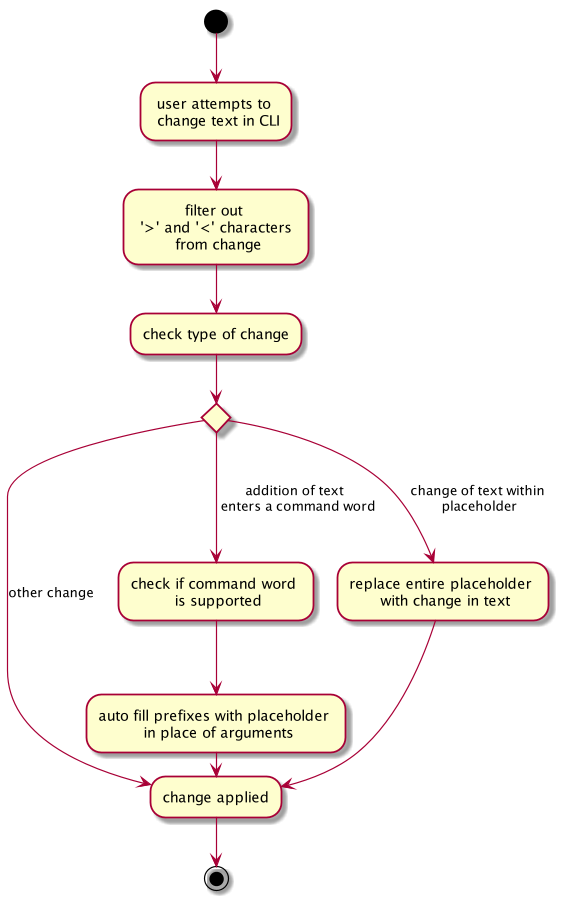 user attempts to
change text in CLI
filter out
'>' and '<' characters
from change
check type of change
addition of text
enters a command word
change of text within
placeholder
other change
check if command word
is supported
replace entire placeholder
with change in text
auto fill prefixes with placeholder
in place of arguments
change applied